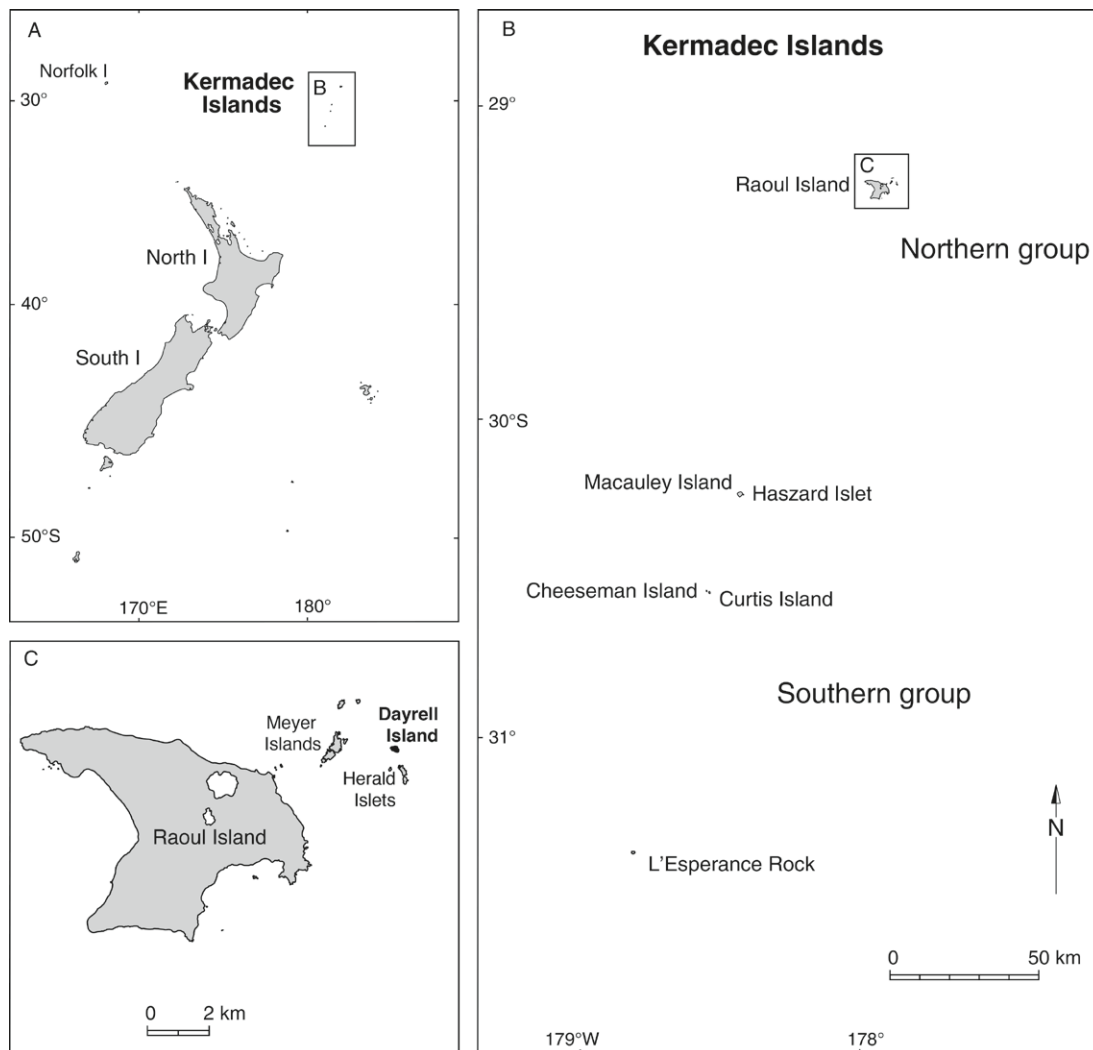 A
Norfolk I
Kermadec
Islands
B
30°
North I
40°
South I
50°S
170°E
180°
B
Kermadec Islands
29°
C
Raoul Island
Northern group
30°S
Macauley Island
Haszard Islet
Cheeseman Island
Curtis Island
Southern group
31°
N
L'Esperance Rock
0
50 km
179°W
178°
C
Meyer
Islands
Dayrell
Island
Herald
Islets
Raoul Island
0
2 km